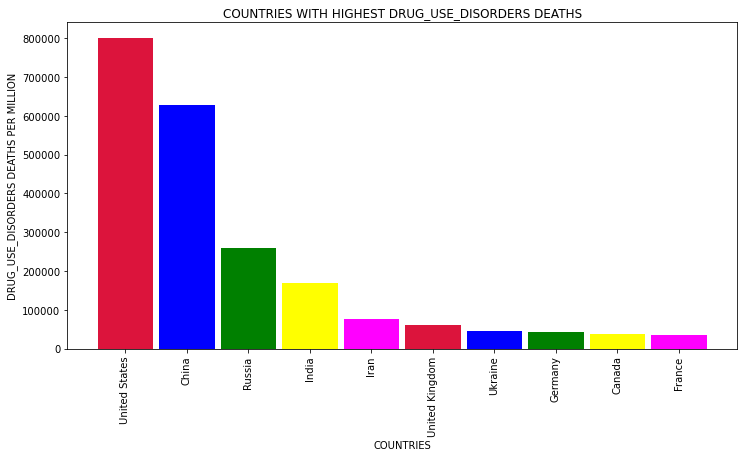 COUNTRIES WITH HIGHEST DRUG_USE_DISORDERS DEATHS
DRUG_USE_DISORDERS DEATHS PER MILLION
800000
700000
600000
500000
400000
300000
200000
100000
0
United States
China
Russia
India
Iran
United Kingdom
Ukraine
Germany
Canada
France
COUNTRIES